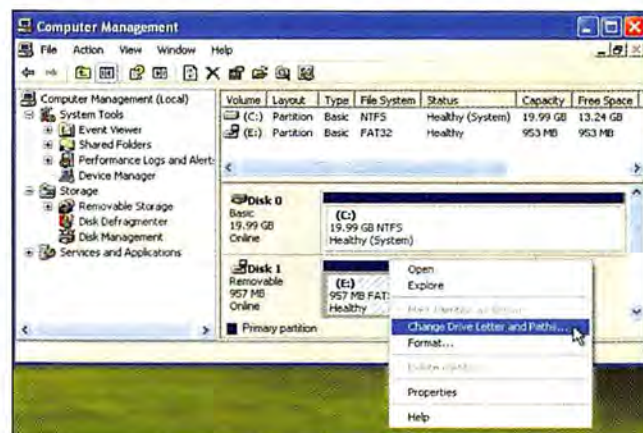 Computer Management
File Action View Window Help
Computer Management (Local)
System Tools
Event Viewer
Shared Folders
Performance Logs and Alert
Device Manager
Storage
Removable Storage
Disk Defragmenter
Disk Management
Services and Applications
Volume Layout Type File System Status Capacity Free Space
(C:) Partition Basic NTFS Healthy (System) 19.99 GB 13.24 GB
(E:) Partition Basic FAT32 Healthy 953 MB 953 MB
Disk 0
Basic
19.99 GB
Online
(C:)
19.99 GB NTFS
Healthy (System)
Disk 1
Removable
957 MB
Online
(E:)
957 MB FAT
Healthy
Primary partition
Open
Explore
Change Drive Letter and Paths...
Format...
Properties
Help